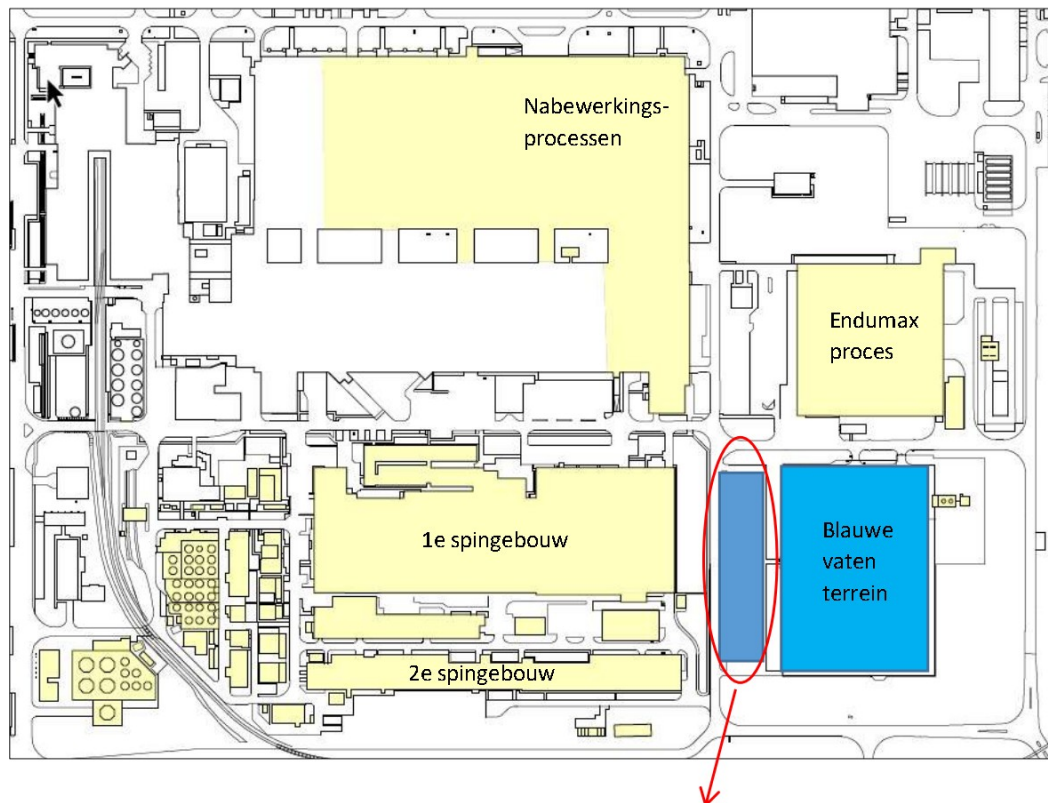 Nabewerkings-
processen
Endumax
proces
1e spingebouw
Blauwe
vaten
terrein
2e spingebouw